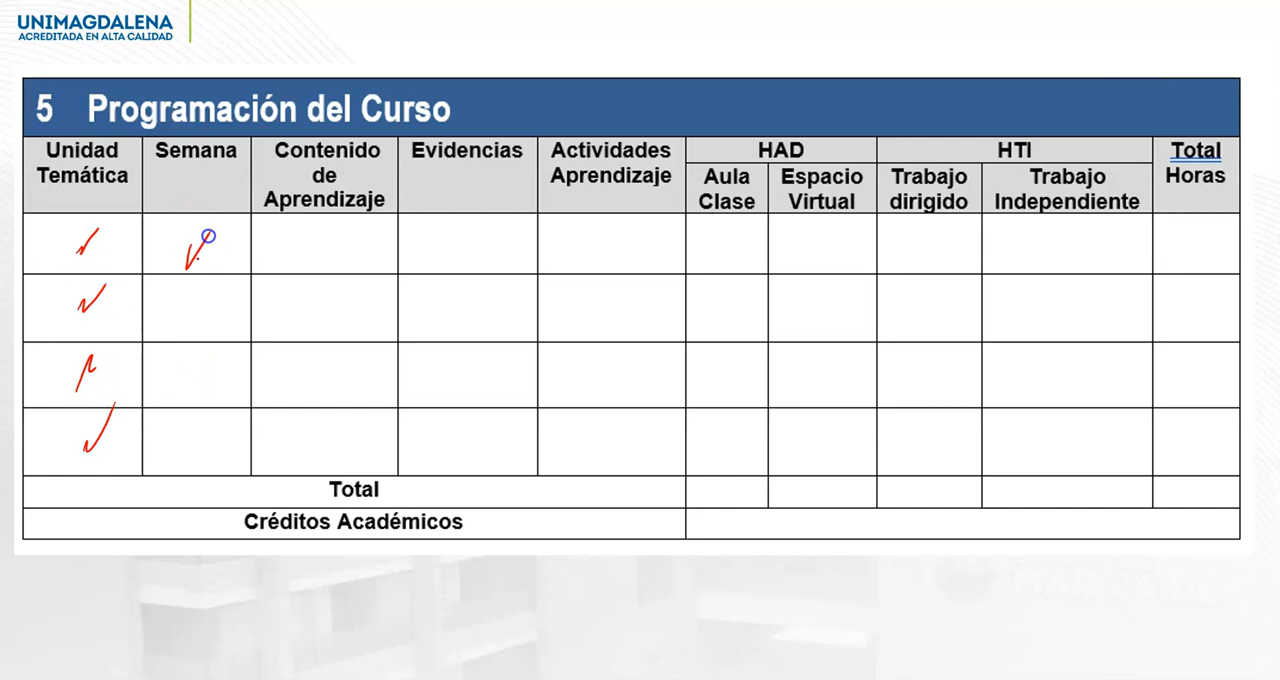 UNIMAGDALENA
ACREDITADA EN ALTA CALIDAD
5 Programación del Curso
Unidad Temática
Semana
Contenido de Aprendizaje
Evidencias
Actividades Aprendizaje
HAD
HTI
Total Horas
Aula Clase
Espacio Virtual
Trabajo dirigido
Trabajo Independiente
Total
Créditos Académicos